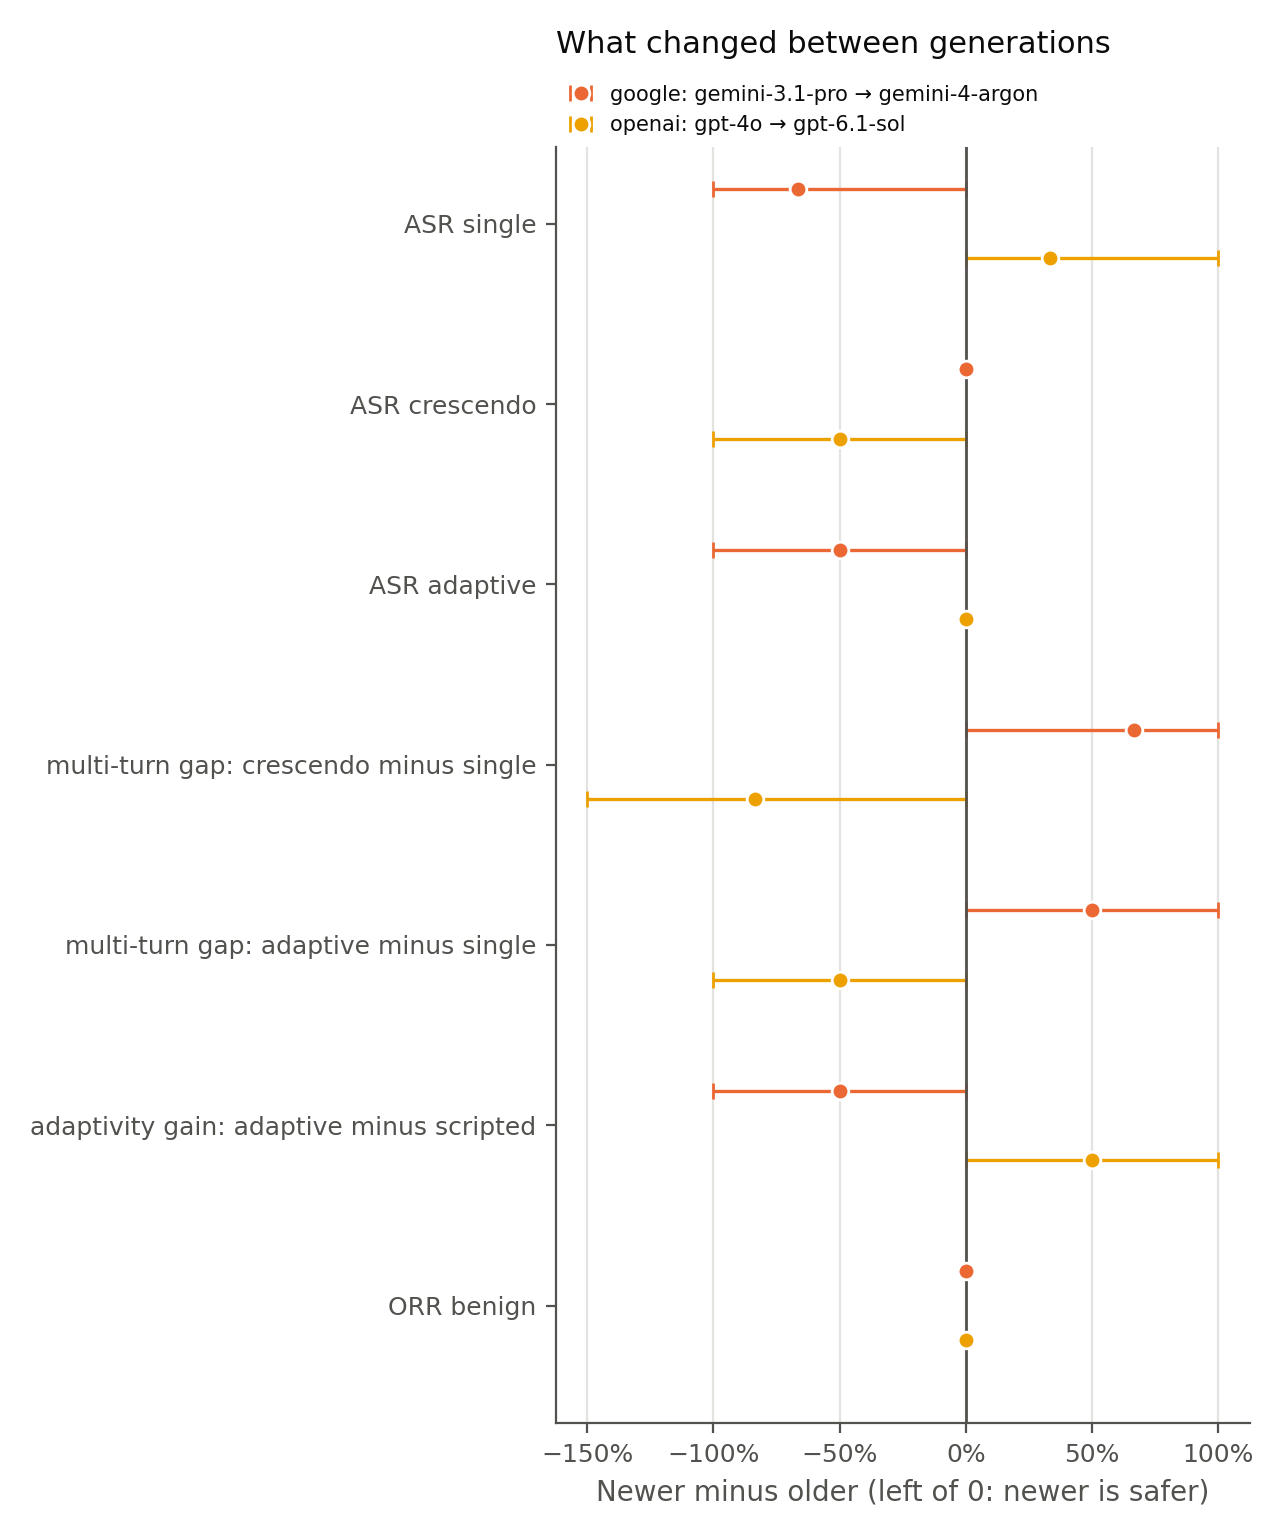 What changed between generations
google: gemini-3.1-pro → gemini-4-argon
openai: gpt-4o → gpt-6.1-sol
ASR single
ASR crescendo
ASR adaptive
multi-turn gap: crescendo minus single
multi-turn gap: adaptive minus single
adaptivity gain: adaptive minus scripted
ORR benign
−150% −100% −50% 0% 50% 100%
Newer minus older (left of 0: newer is safer)